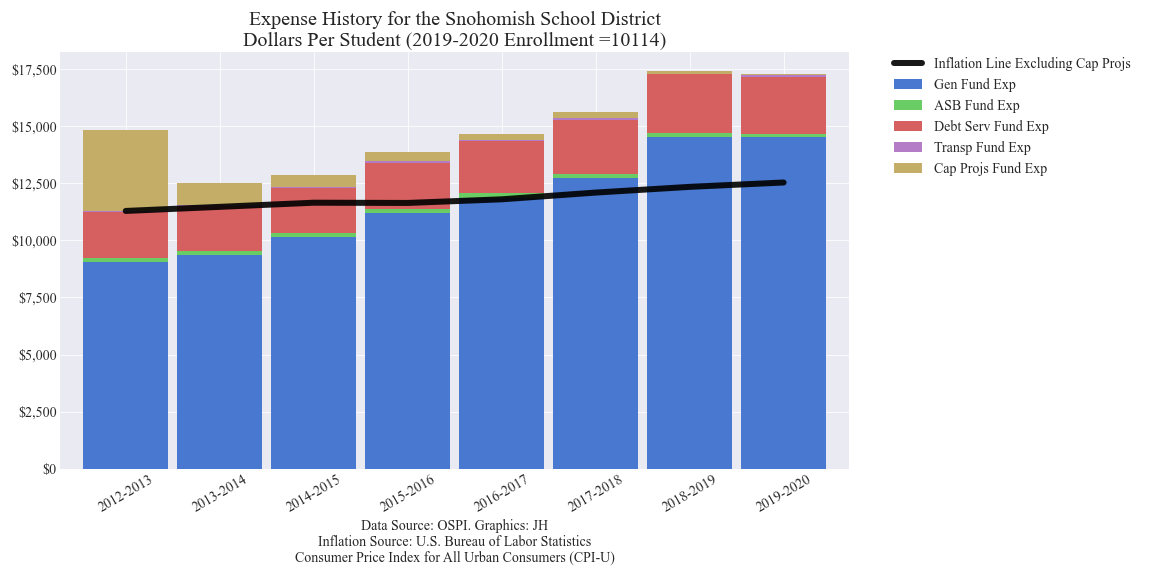 Expense History for the Snohomish School District
Dollars Per Student (2019-2020 Enrollment =10114)
$17,500
$15,000
$12,500
$10,000
$7,500
$5,000
$2,500
$0
2012-2013
2013-2014
2014-2015
2015-2016
2016-2017
2017-2018
2018-2019
2019-2020
Inflation Line Excluding Cap Projs
Gen Fund Exp
ASB Fund Exp
Debt Serv Fund Exp
Transp Fund Exp
Cap Projs Fund Exp
Data Source: OSPI. Graphics: JH
Inflation Source: U.S. Bureau of Labor Statistics
Consumer Price Index for All Urban Consumers (CPI-U)